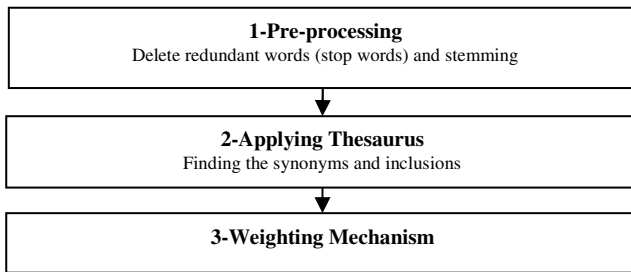 1-Pre-processing
Delete redundant words (stop words) and stemming
2-Applying Thesaurus
Finding the synonyms and inclusions
3-Weighting Mechanism